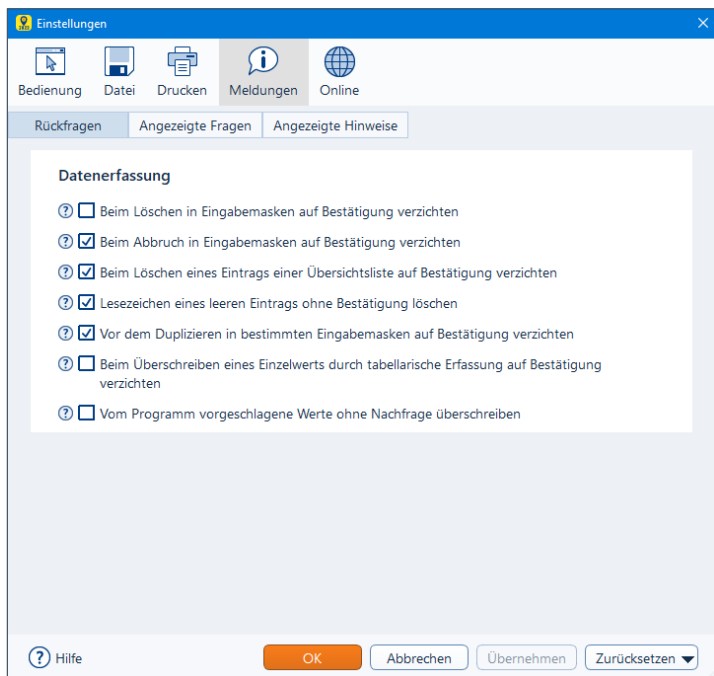 Einstellungen
Bedienung Datei Drucken Meldungen Online
Rückfragen Angezeigte Fragen Angezeigte Hinweise
Datenerfassung
Beim Löschen in Eingabemasken auf Bestätigung verzichten
Beim Abbruch in Eingabemasken auf Bestätigung verzichten
Beim Löschen eines Eintrags einer Übersichtsliste auf Bestätigung verzichten
Lesezeichen eines leeren Eintrags ohne Bestätigung löschen
Vor dem Duplizieren in bestimmten Eingabemasken auf Bestätigung verzichten
Beim Überschreiben eines Einzelwerts durch tabellarische Erfassung auf Bestätigung
verzichten
Vom Programm vorgeschlagene Werte ohne Nachfrage überschreiben
Hilfe OK Abbrechen Übernehmen Zurücksetzen